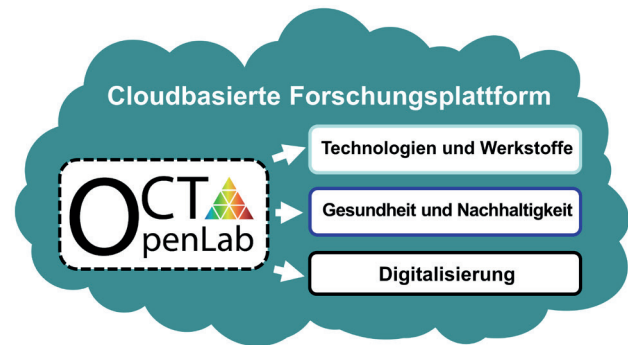 Cloudbasierte Forschungsplattform
OCT
OpenLab
Technologien und Werkstoffe
Gesundheit und Nachhaltigkeit
Digitalisierung